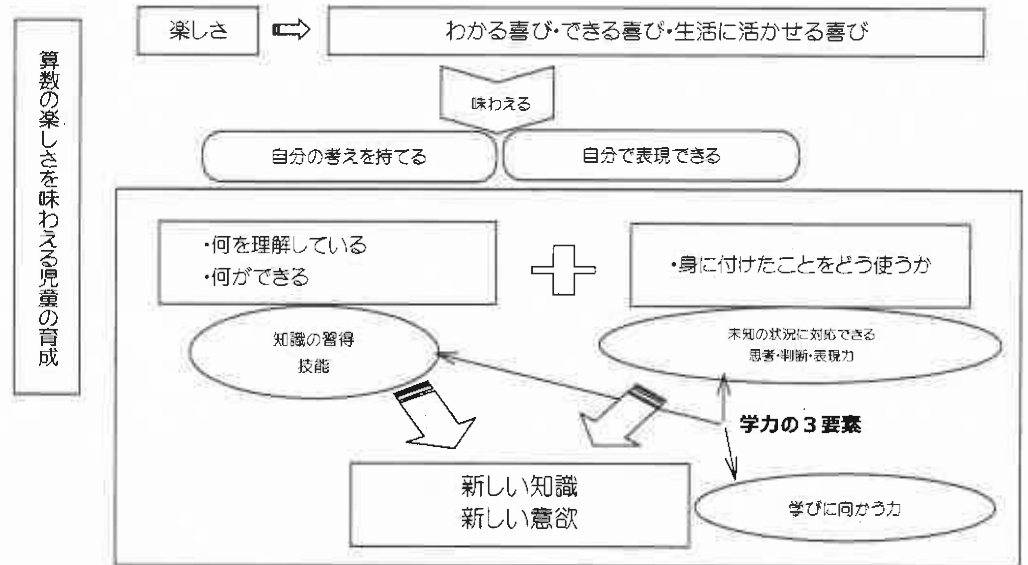 算数の楽しさを味わえる児童の育成
楽しさ
わかる喜び・できる喜び・生活に活かせる喜び
味わえる
自分の考えを持てる
自分で表現できる
・何を理解している
・何ができる
・身に付けたことをどう使うか
知識の習得
技能
未知の状況に対応できる
思考・判断・表現力
学力の3要素
新しい知識
新しい意欲
学びに向かう力